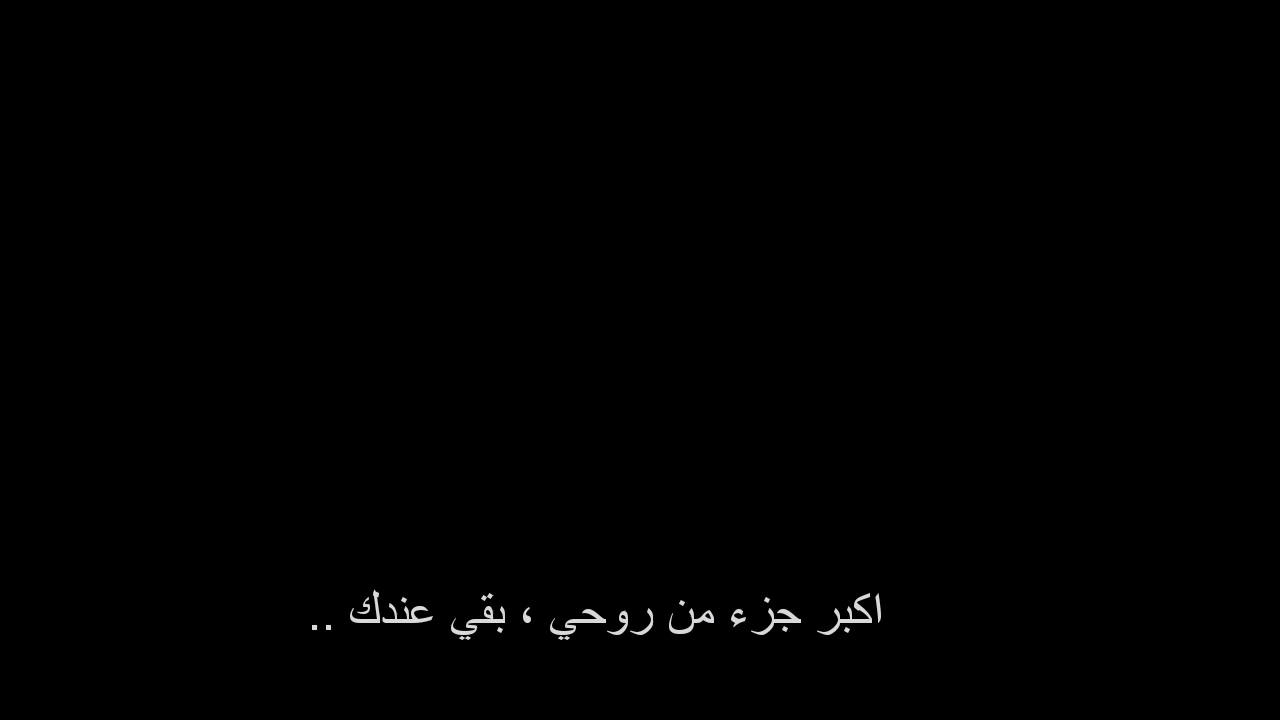 اكبر جزء من روحي ، بقي عندك ..